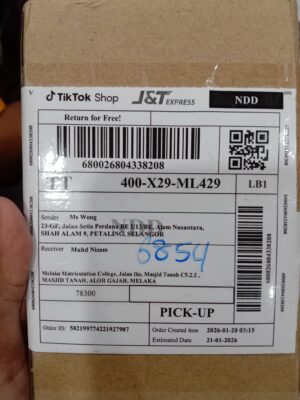 TikTok Shop J&T EXPRESS NDD
Return for Free!
680026804338208
TT 400-X29-ML429 LB1
Sender Ms Wong
23-GF, Jalan Setia Perdana BE U13/BE, Alam Nusantara,
SHAH ALAM 9, PETALING, SELANGOR
NDD
Receiver Muhd Nizam
6854
Melaka Matriculation College, Jalan Iks, Masjid Tanah C5.2.2.,
MASJID TANAH, ALOR GAJAH, MELAKA
78300
PICK-UP
Order ID: 582199774221927987
Order Created time 2026-01-20 03:15
Estimated Date 21-01-2026
680026804338208